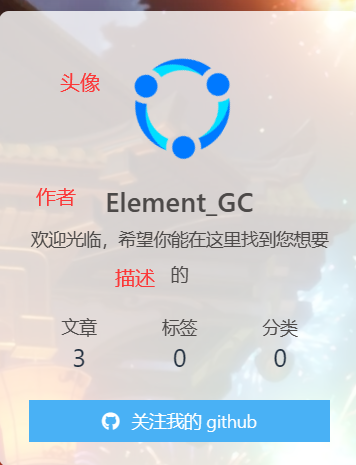 头像
作者
Element_GC
欢迎光临，希望你能在这里找到您想要
描述 的
文章 标签 分类
3 0 0
关注我的 github